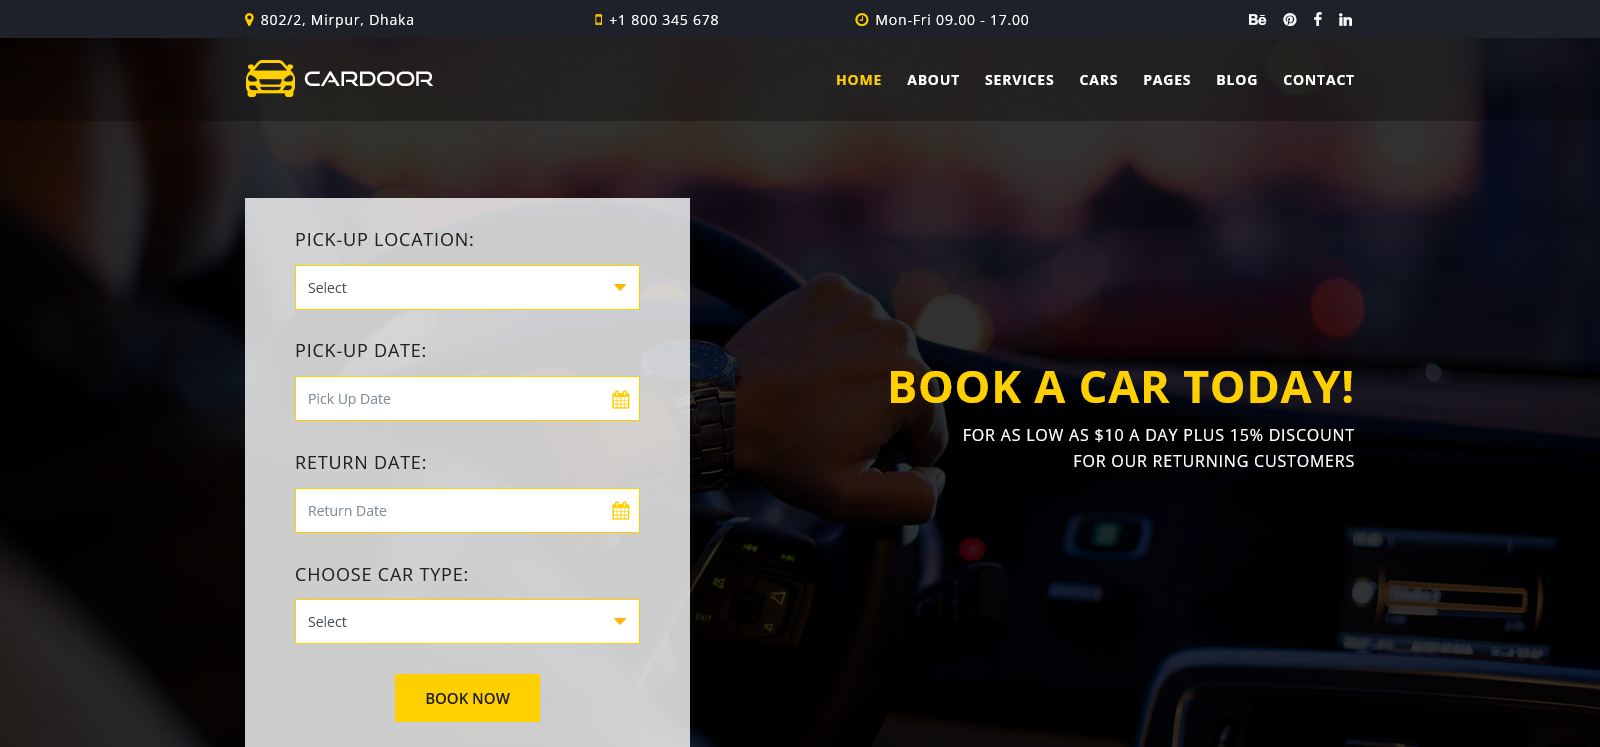 802/2, Mirpur, Dhaka
+1 800 345 678
Mon-Fri 09.00 - 17.00
Bē
CARDOOR
HOME ABOUT SERVICES CARS PAGES BLOG CONTACT
PICK-UP LOCATION:
Select
PICK-UP DATE:
Pick Up Date
RETURN DATE:
Return Date
CHOOSE CAR TYPE:
Select
BOOK NOW
BOOK A CAR TODAY!
FOR AS LOW AS $10 A DAY PLUS 15% DISCOUNT
FOR OUR RETURNING CUSTOMERS
EXIT